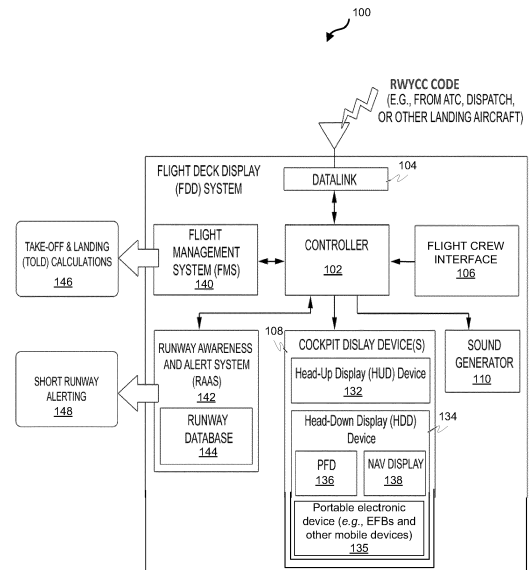 100
RWYCC CODE
(E.G., FROM ATC, DISPATCH,
OR OTHER LANDING AIRCRAFT)
FLIGHT DECK DISPLAY
(FDD) SYSTEM
DATALINK
104
TAKE-OFF & LANDING
(TOLD) CALCULATIONS
146
FLIGHT
MANAGEMENT
SYSTEM (FMS)
140
CONTROLLER
102
FLIGHT CREW
INTERFACE
106
SHORT RUNWAY
ALERTING
148
RUNWAY AWARENESS
AND ALERT SYSTEM
(RAAS)
142
RUNWAY
DATABASE
144
108
COCKPIT DISLAY DEVICE(S)
Head-Up Display (HUD) Device
132
Head-Down Display (HDD)
Device
134
PFD
136
NAV DISPLAY
138
Portable electronic
device (e.g., EFBs and
other mobile devices)
135
SOUND
GENERATOR
110